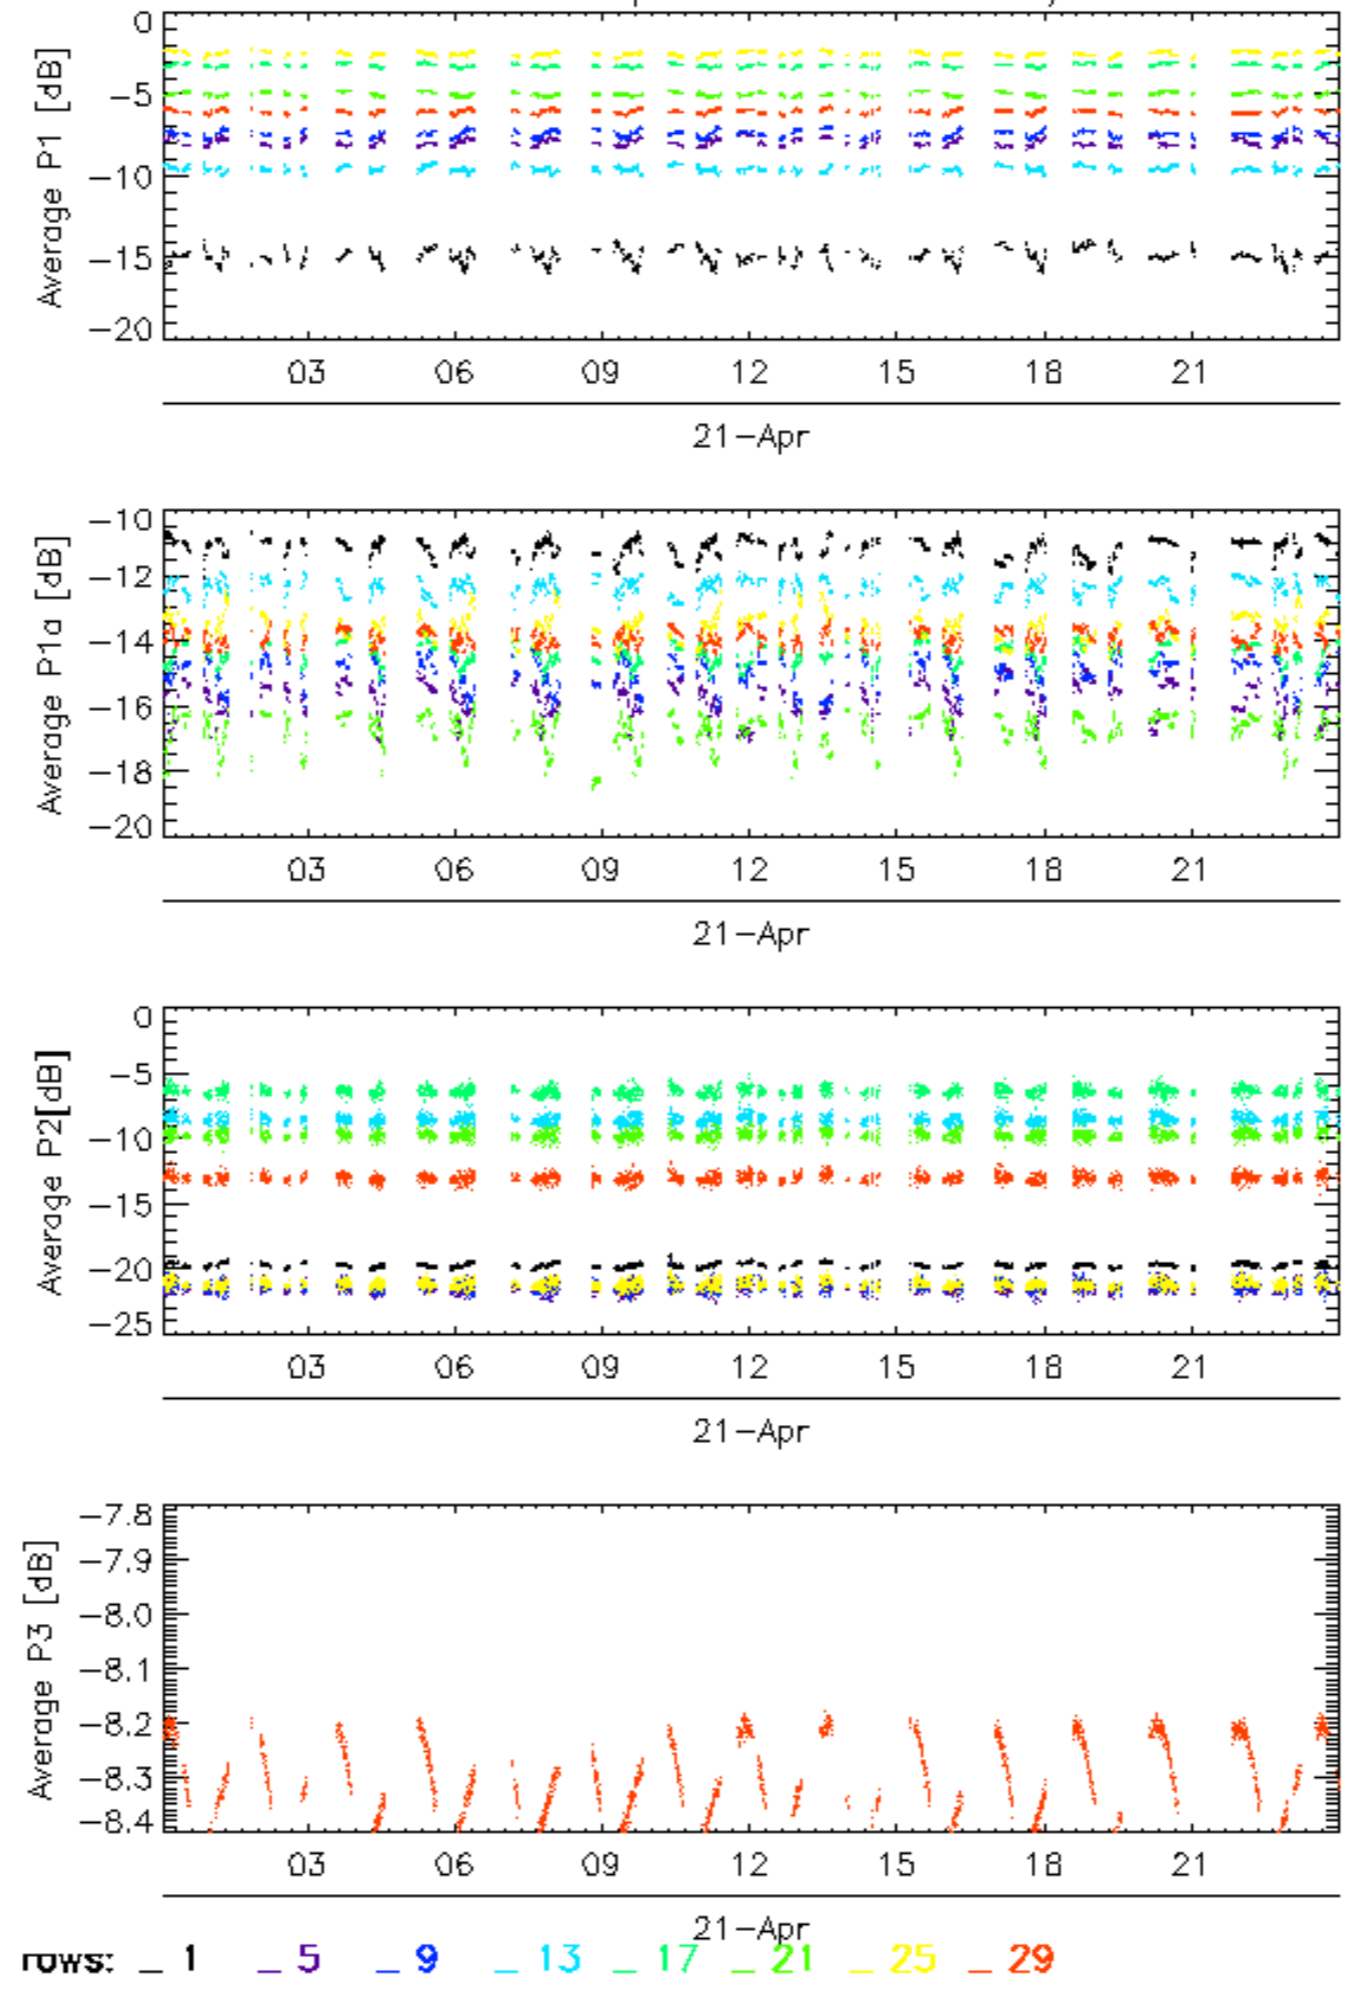 0
−5
−10
−15
−20
Average P1 [dB]
03 06 09 12 15 18 21
21−Apr
−10
−12
−14
−16
−18
−20
Average P1a [dB]
03 06 09 12 15 18 21
21−Apr
0
−5
−10
−15
−20
−25
Average P2[dB]
03 06 09 12 15 18 21
21−Apr
−7.8
−7.9
−8.0
−8.1
−8.2
−8.3
−8.4
Average P3 [dB]
03 06 09 12 15 18 21
21−Apr
rows: _ 1 _ 5 _ 9 _ 13 _ 17 _ 21 _ 25 _ 29